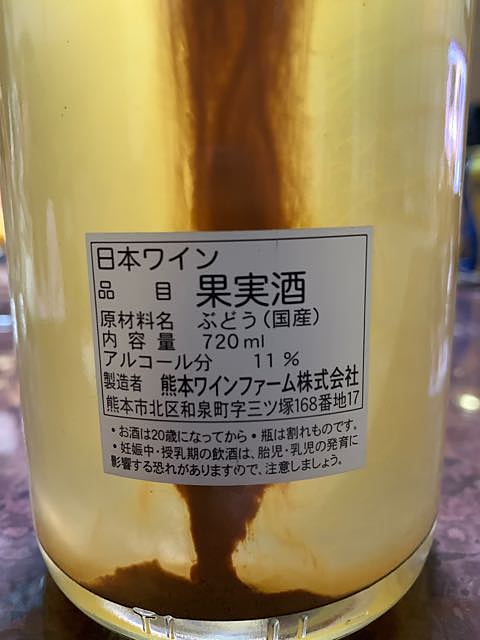 日本ワイン
品 目 果実酒
原材料名 ぶどう(国産)
内容量 720ml
アルコール分 11%
製造者 熊本ワインファーム株式会社
熊本市北区和泉町字三ツ塚168番地17
・お酒は20歳になってから・瓶は割れものです。
・妊娠中・授乳期の飲酒は、胎児・乳児の発育に
影響する恐れがありますので、注意しましょう。